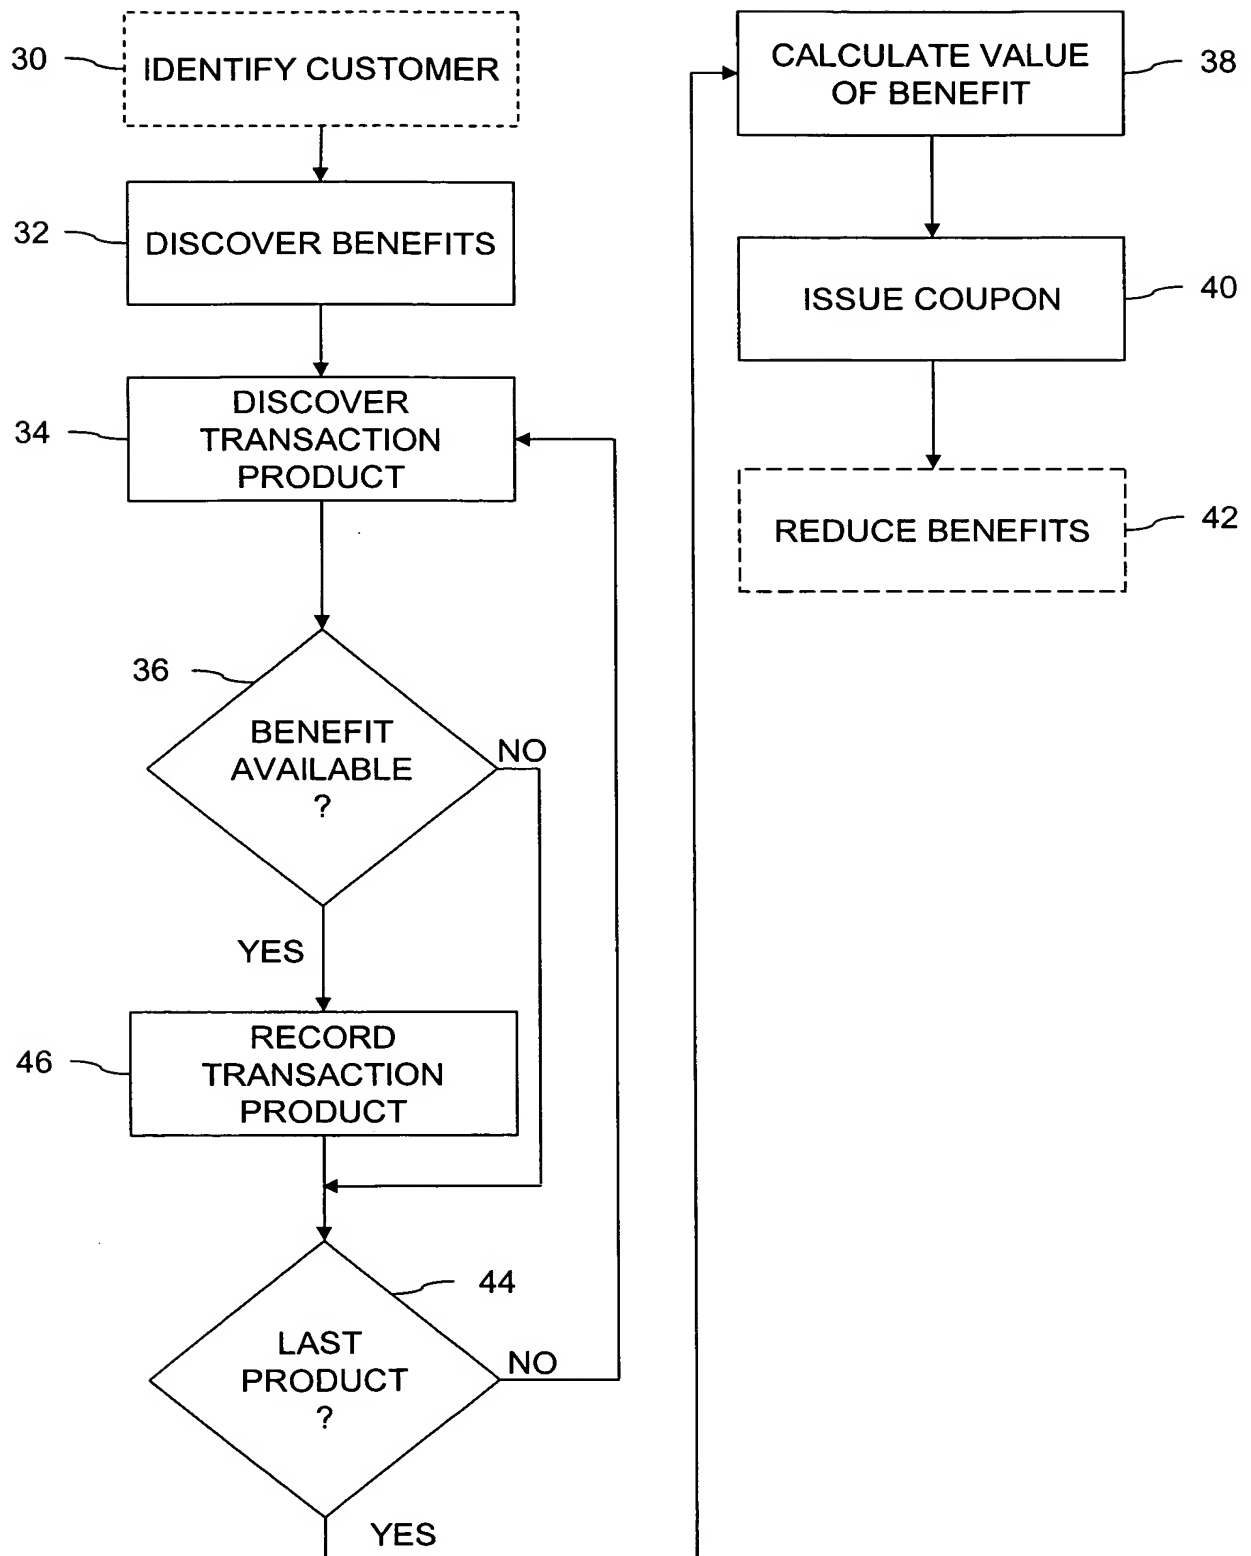 30
IDENTIFY CUSTOMER
32
DISCOVER BENEFITS
34
DISCOVER
TRANSACTION
PRODUCT
36
BENEFIT
AVAILABLE
?
NO
YES
46
RECORD
TRANSACTION
PRODUCT
44
LAST
PRODUCT
?
NO
YES
CALCULATE VALUE
OF BENEFIT
38
ISSUE COUPON
40
REDUCE BENEFITS
42